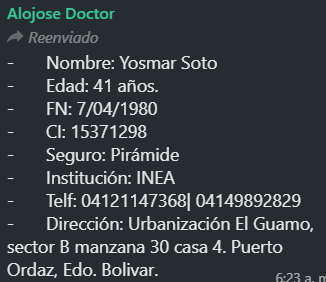 Alojose Doctor
Reenviado
- Nombre: Yosmar Soto
- Edad: 41 años.
- FN: 7/04/1980
- CI: 15371298
- Seguro: Pirámide
- Institución: INEA
- Telf: 04121147368| 04149892829
- Dirección: Urbanización El Guamo,
sector B manzana 30 casa 4. Puerto
Ordaz, Edo. Bolivar.
6:23 a. m